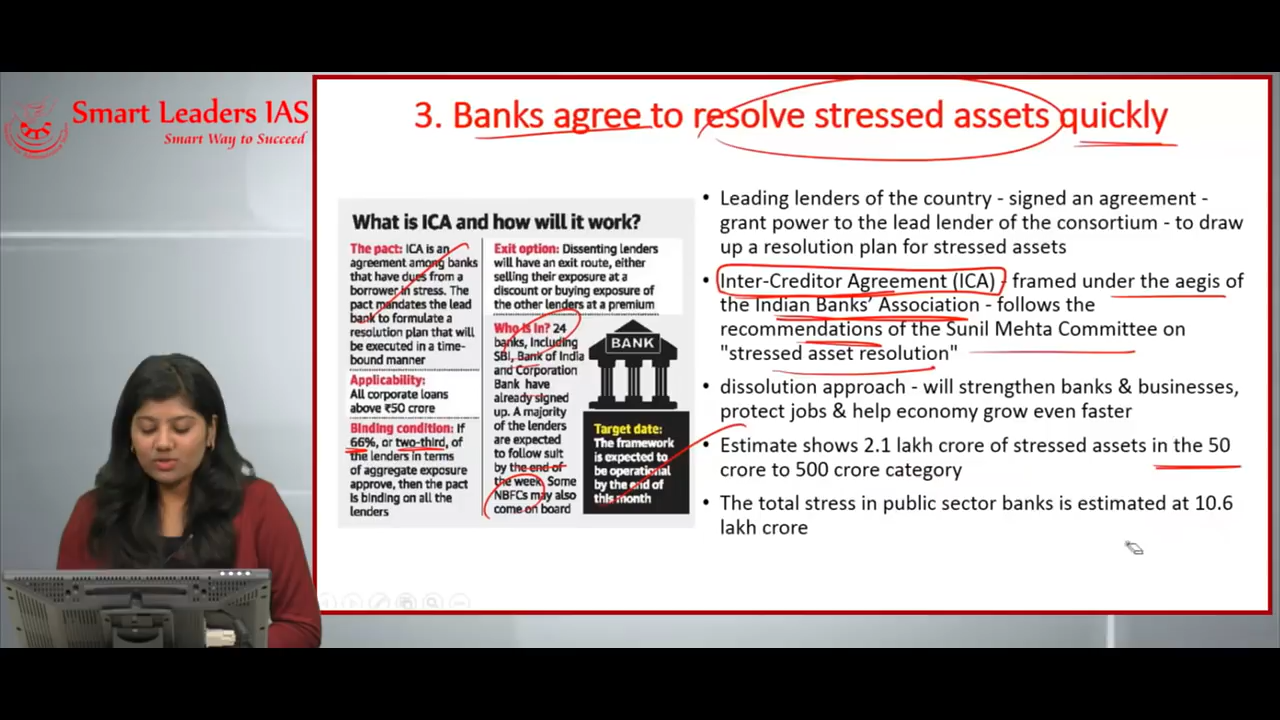 Smart Leaders IAS
Smart Way to Succeed
3. Banks agree to resolve stressed assets quickly
What is ICA and how will it work?
The pact: ICA is an
agreement among banks
that have dues from a
borrower in stress. The
pact mandates the lead
bank to formulate a
resolution plan that will
be executed in a time-
bound manner
Applicability:
All corporate loans
above ₹50 crore
Binding condition: If
66%, or two-third, of
the lenders in terms
of aggregate exposure
approve, then the pact
is binding on all the
lenders
Exit option: Dissenting lenders
will have an exit route, either
selling their exposure at a
discount or buying exposure of
the other lenders at a premium
Who is In? 24
banks, including
SBI, Bank of India
and Corporation
Bank have
already signed
up. A majority
of the lenders
are expected
to follow suit
by the end of
the week. Some
NBFCs may also
come on board
BANK
Target date:
The framework
is expected to
be operational
by the end of
this month
• Leading lenders of the country - signed an agreement -
grant power to the lead lender of the consortium - to draw
up a resolution plan for stressed assets
• Inter-Creditor Agreement (ICA) - framed under the aegis of
the Indian Banks' Association - follows the
recommendations of the Sunil Mehta Committee on
"stressed asset resolution"
• dissolution approach - will strengthen banks & businesses,
protect jobs & help economy grow even faster
• Estimate shows 2.1 lakh crore of stressed assets in the 50
crore to 500 crore category
• The total stress in public sector banks is estimated at 10.6
lakh crore